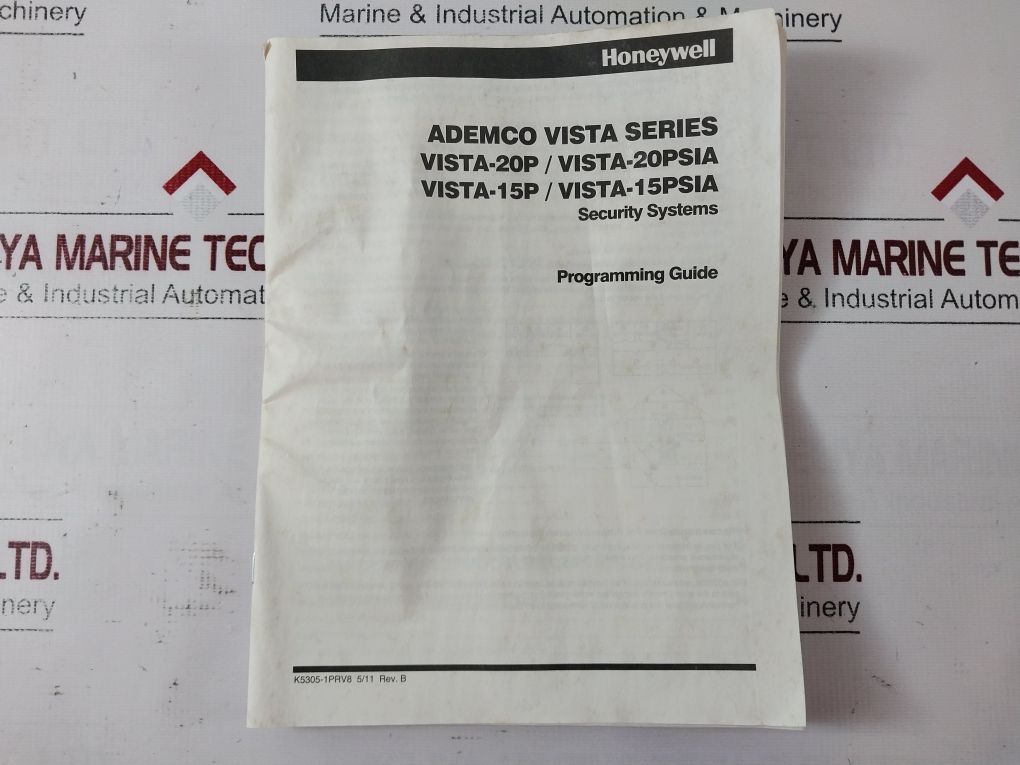 chinery
Marine & Industrial Automation &
inery
Honeywell
ADEMCO VISTA SERIES
VISTA-20P / VISTA-20PSIA
VISTA-15P / VISTA-15PSIA
Security Systems
Programming Guide
YA MARINE TEC
e & Industrial Automat
YA MARINE TE
e & Industrial Autom
LTD.
nery
LTD.
inery
K5305-1PRV8 5/11 Rev. B